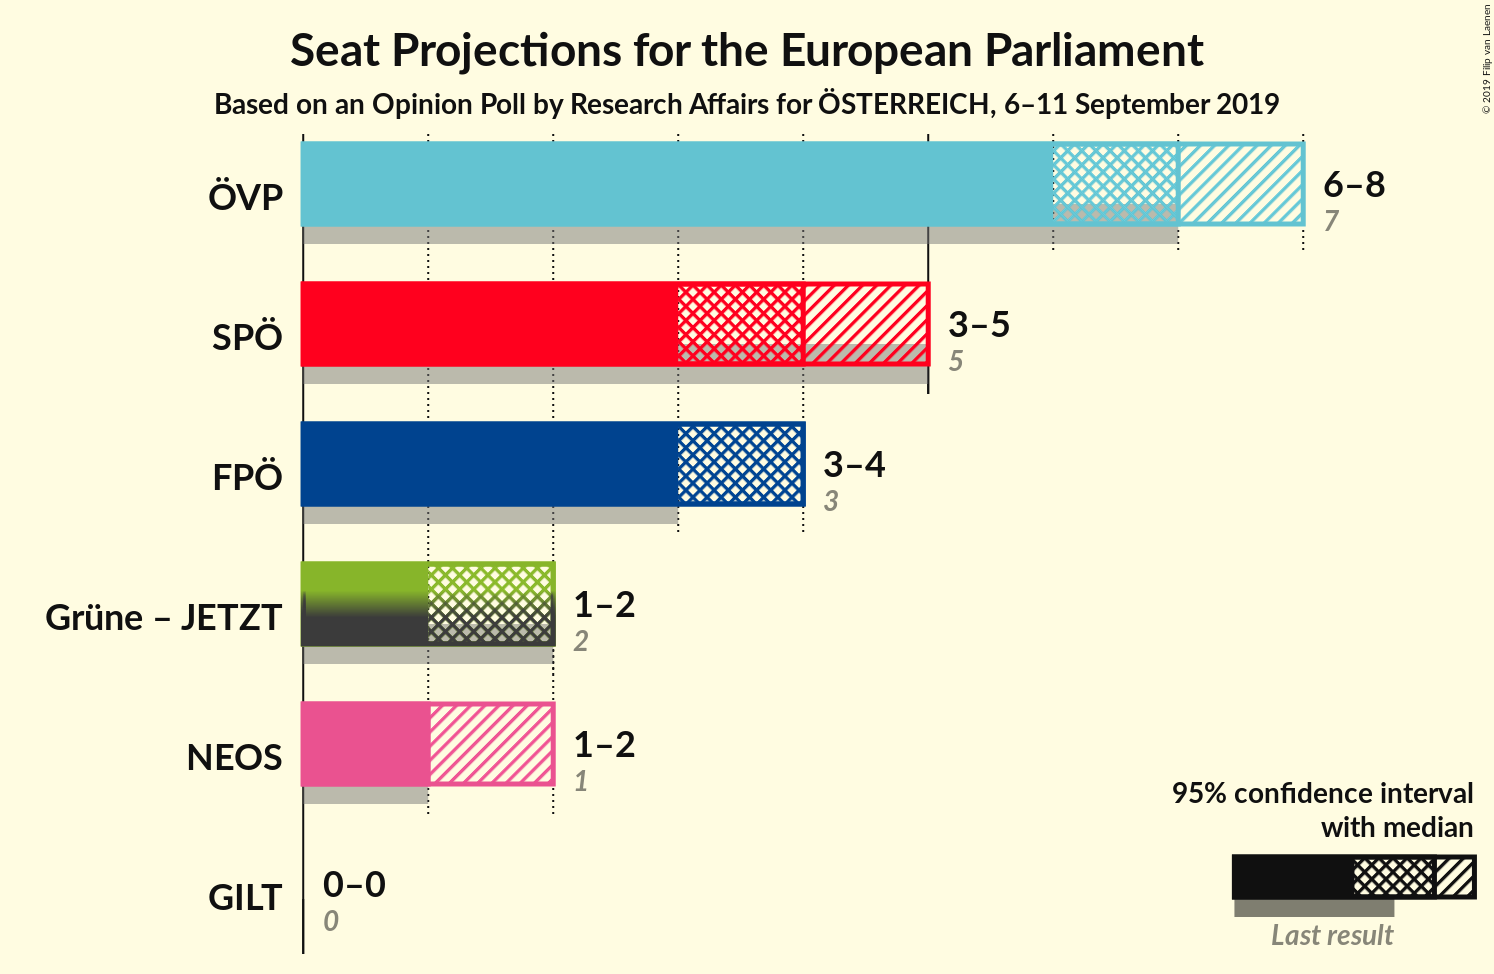 Seat Projections for the European Parliament
Based on an Opinion Poll by Research Affairs for ÖSTERREICH, 6–11 September 2019
© 2019 Filip van Laenen
ÖVP
6–8
7
SPÖ
3–5
5
FPÖ
3–4
3
Grüne – JETZT
1–2
2
NEOS
1–2
1
GILT
0–0
0
95% confidence interval
with median
Last result